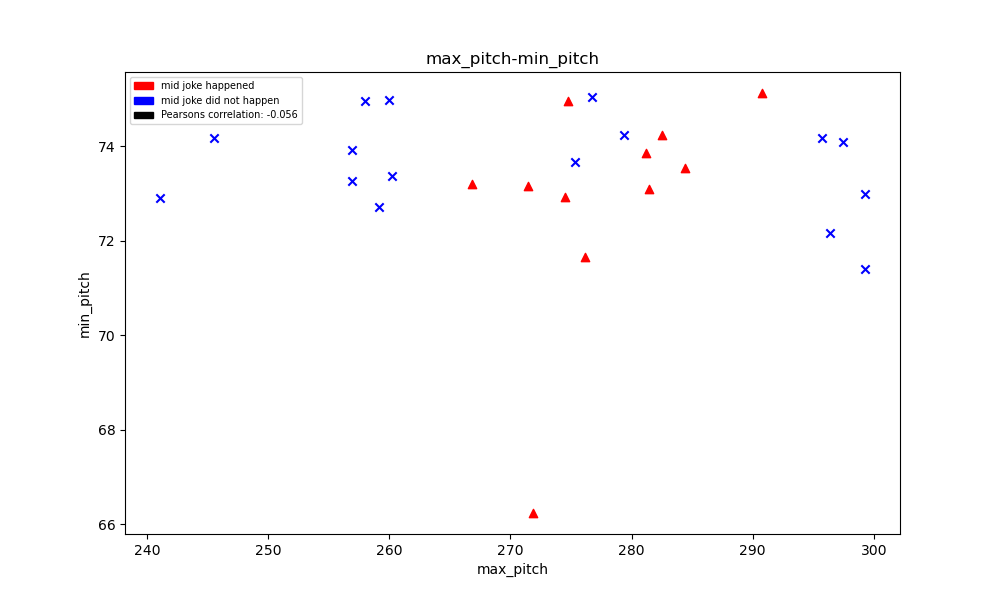 max_pitch-min_pitch
mid joke happened
mid joke did not happen
Pearsons correlation: -0.056
74
72
70
68
66
min_pitch
240 250 260 270 280 290 300
max_pitch